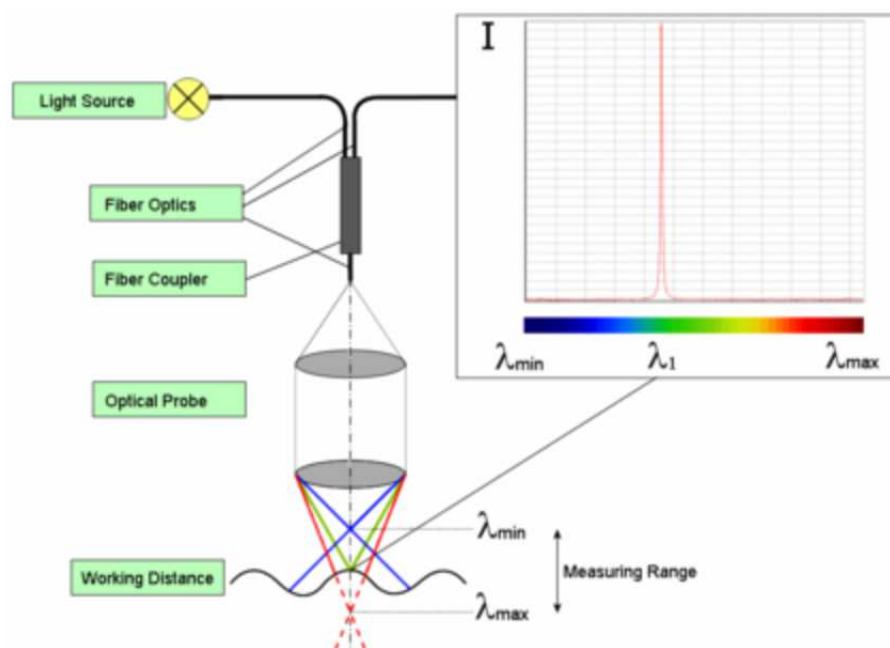 I
Light Source
Fiber Optics
Fiber Coupler
λmin
λ1
λmax
Optical Probe
λmin
Working Distance
Measuring Range
λmax